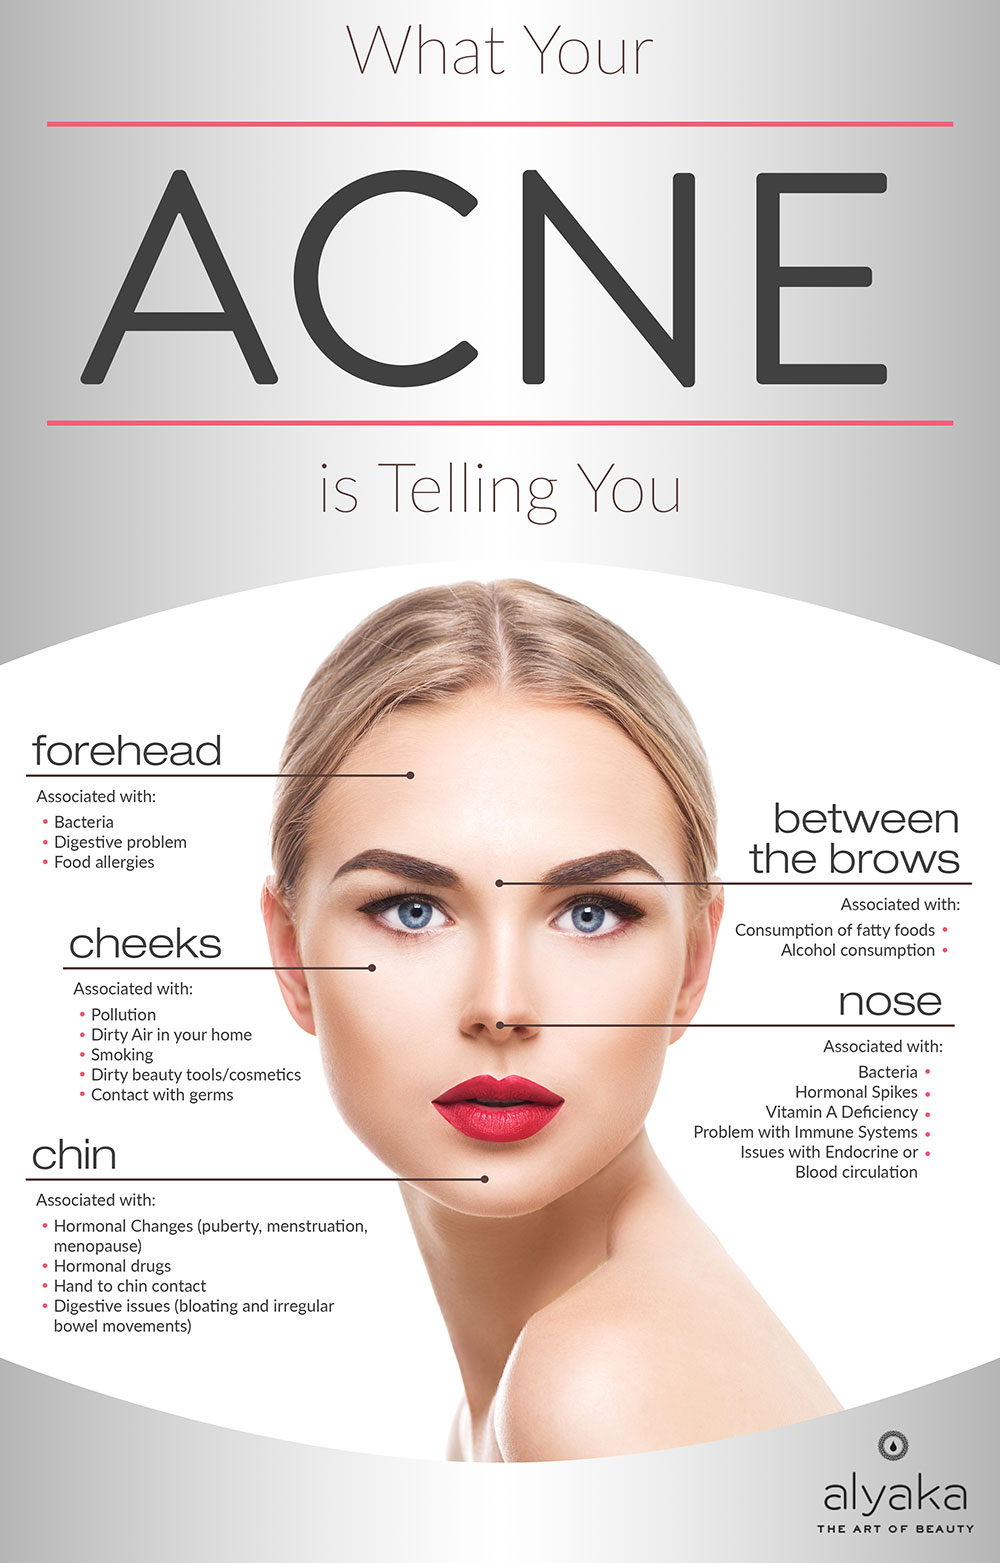 What Your
ACNE
is Telling You
forehead
Associated with:
• Bacteria
• Digestive problem
• Food allergies
cheeks
Associated with:
• Pollution
• Dirty Air in your home
• Smoking
• Dirty beauty tools/cosmetics
• Contact with germs
chin
Associated with:
• Hormonal Changes (puberty, menstruation,
menopause)
• Hormonal drugs
• Hand to chin contact
• Digestive issues (bloating and irregular
bowel movements)
between
the brows
Associated with:
Consumption of fatty foods •
Alcohol consumption •
nose
Associated with:
Bacteria •
Hormonal Spikes •
Vitamin A Deficiency •
Problem with Immune Systems •
Issues with Endocrine or •
Blood circulation
alyaka
THE ART OF BEAUTY